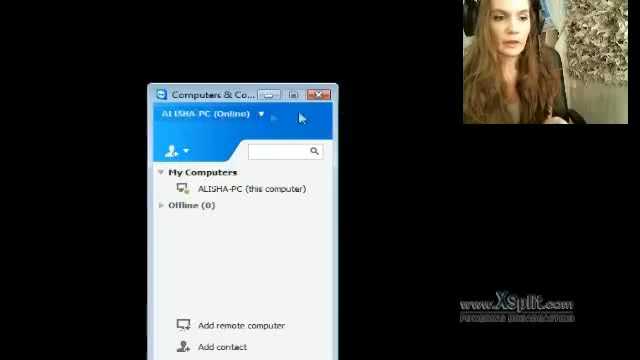 Computers & Co...
ALISHA-PC (Online)
My Computers
ALISHA-PC (this computer)
Offline (0)
Add remote computer
Add contact
www.XSplit.com
POWERING BROADCASTING